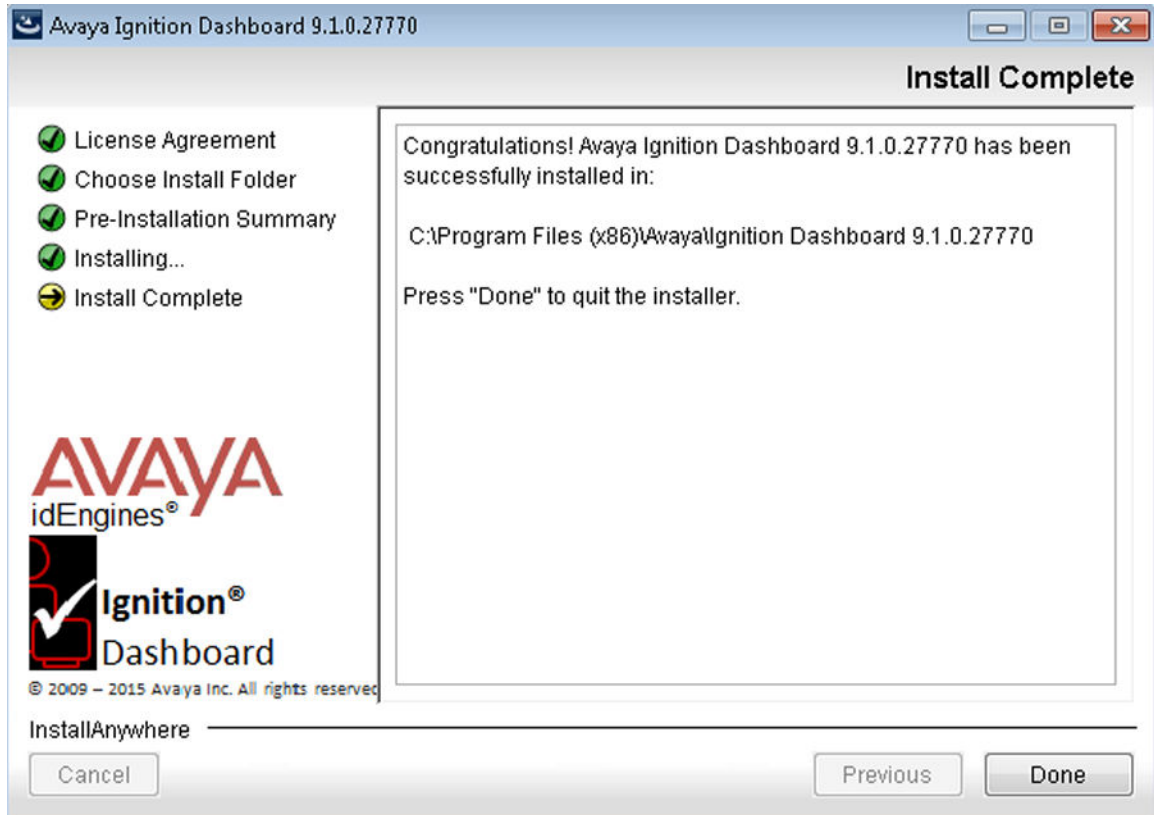 Avaya Ignition Dashboard 9.1.0.27770
Install Complete
License Agreement
Choose Install Folder
Pre-Installation Summary
Installing...
Install Complete
Congratulations! Avaya Ignition Dashboard 9.1.0.27770 has been
successfully installed in:
C:\Program Files (x86)\Avaya\Ignition Dashboard 9.1.0.27770
Press "Done" to quit the installer.
AVAYA
idEngines®
Ignition®
Dashboard
© 2009 – 2015 Avaya Inc. All rights reserved
InstallAnywhere
Cancel
Previous
Done